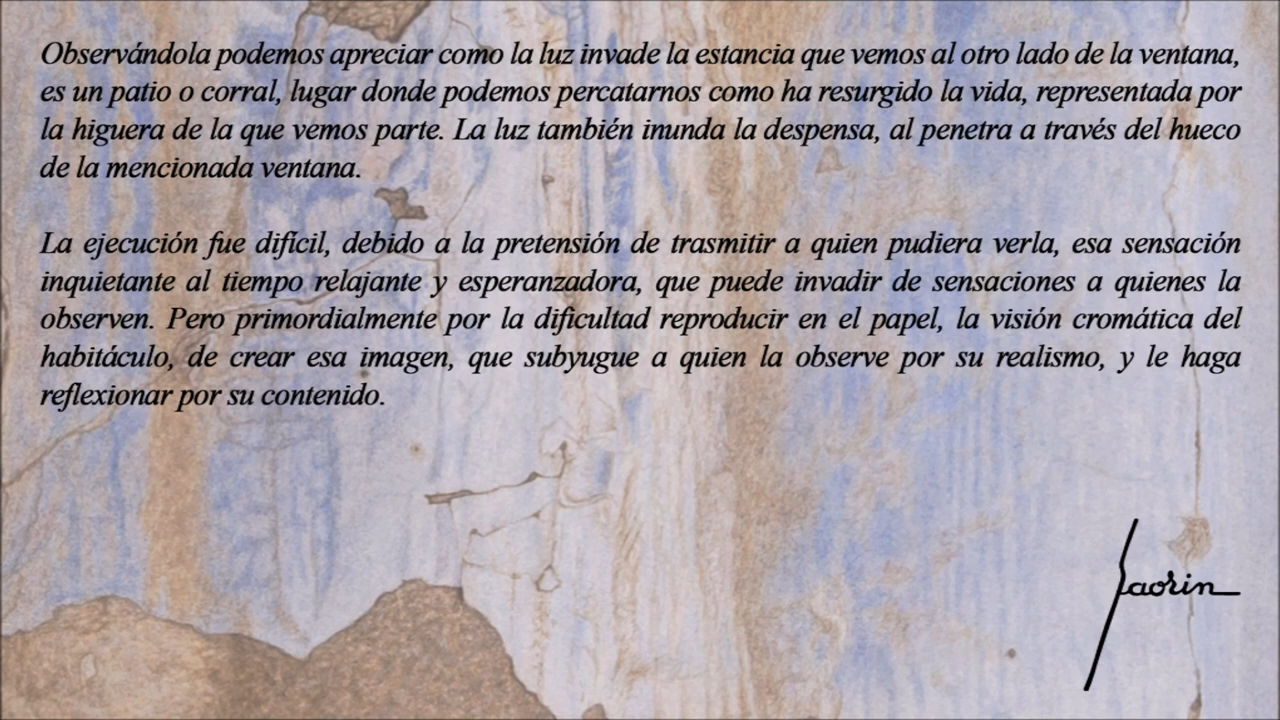 Observándola podemos apreciar como la luz invade la estancia que vemos al otro lado de la ventana,
es un patio o corral, lugar donde podemos percatarnos como ha resurgido la vida, representada por
la higuera de la que vemos parte. La luz también inunda la despensa, al penetra a través del hueco
de la mencionada ventana.
La ejecución fue difícil, debido a la pretensión de trasmitir a quien pudiera verla, esa sensación
inquietante al tiempo relajante y esperanzadora, que puede invadir de sensaciones a quienes la
observen. Pero primordialmente por la dificultad reproducir en el papel, la visión cromática del
habitáculo, de crear esa imagen, que subyugue a quien la observe por su realismo, y le haga
reflexionar por su contenido.
Saorin